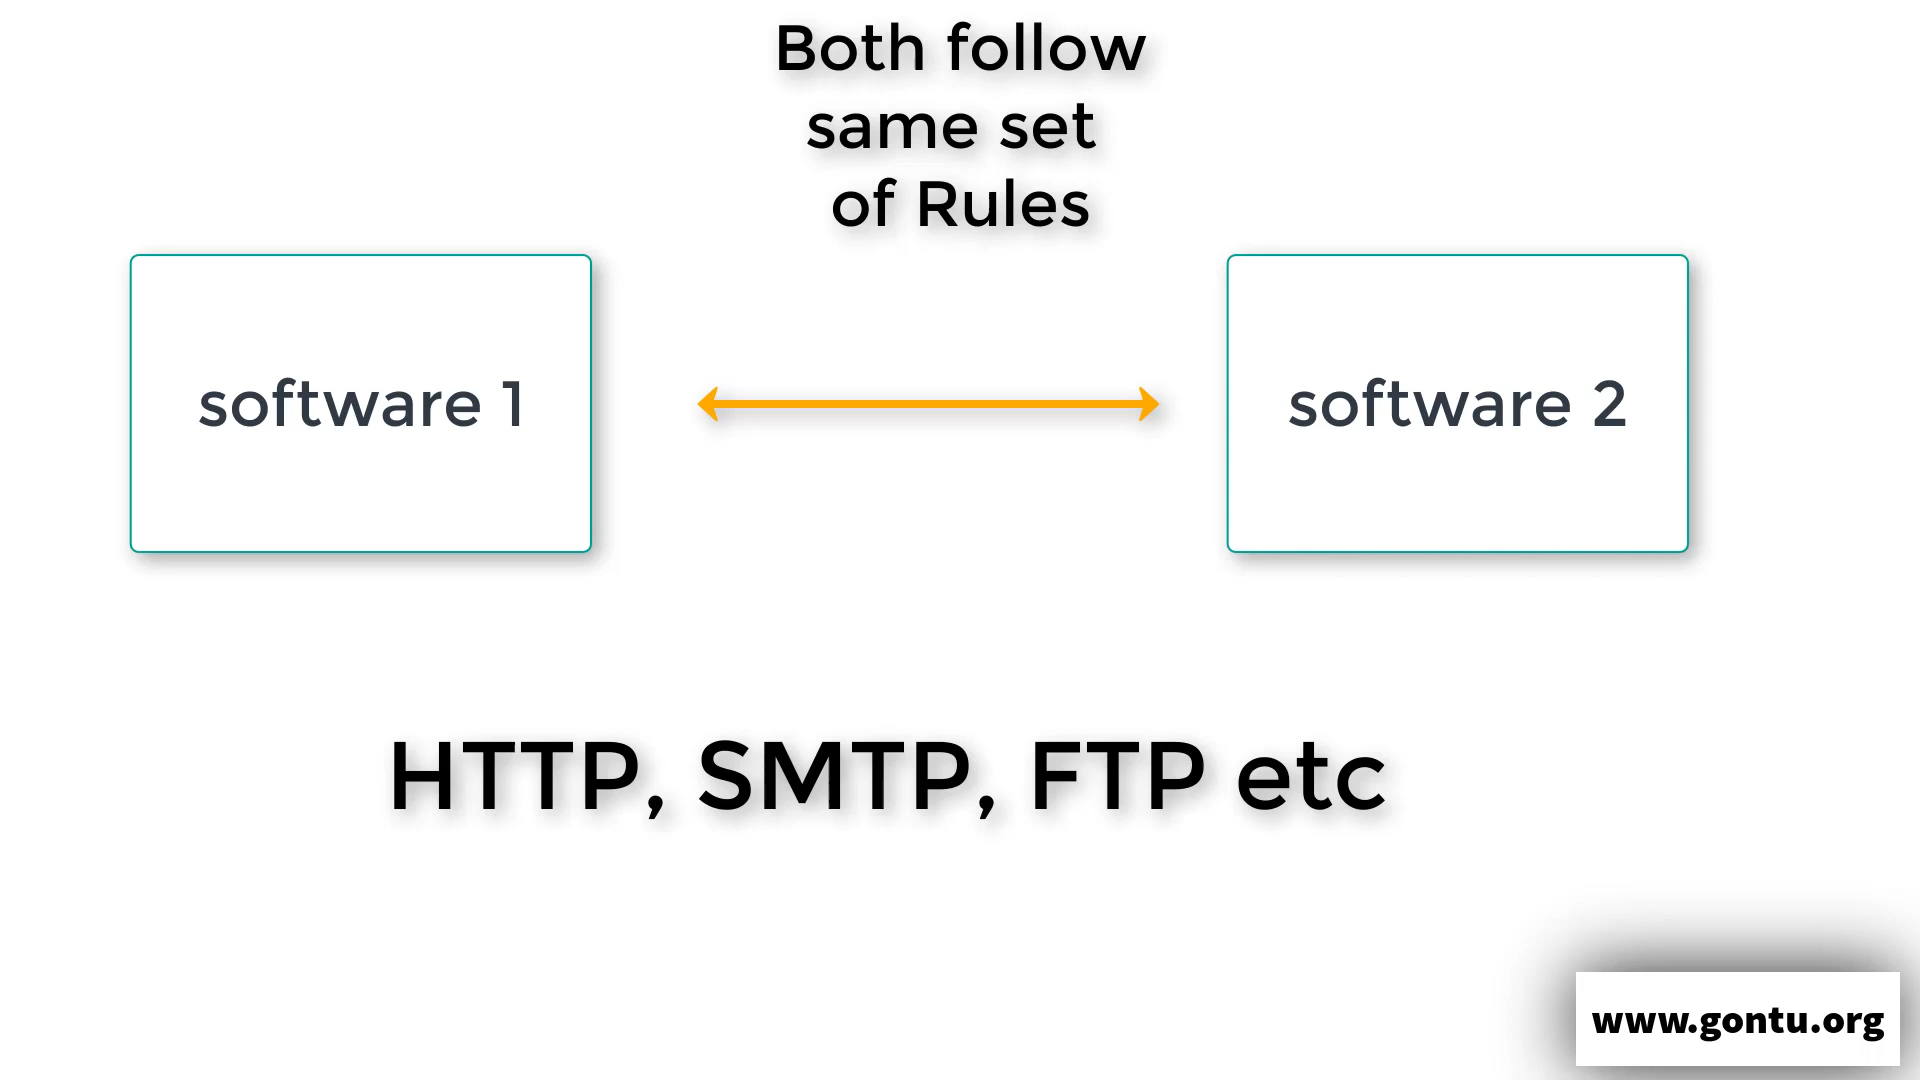 Both follow
same set
of Rules
software 1
software 2
HTTP, SMTP, FTP etc
www.gontu.org